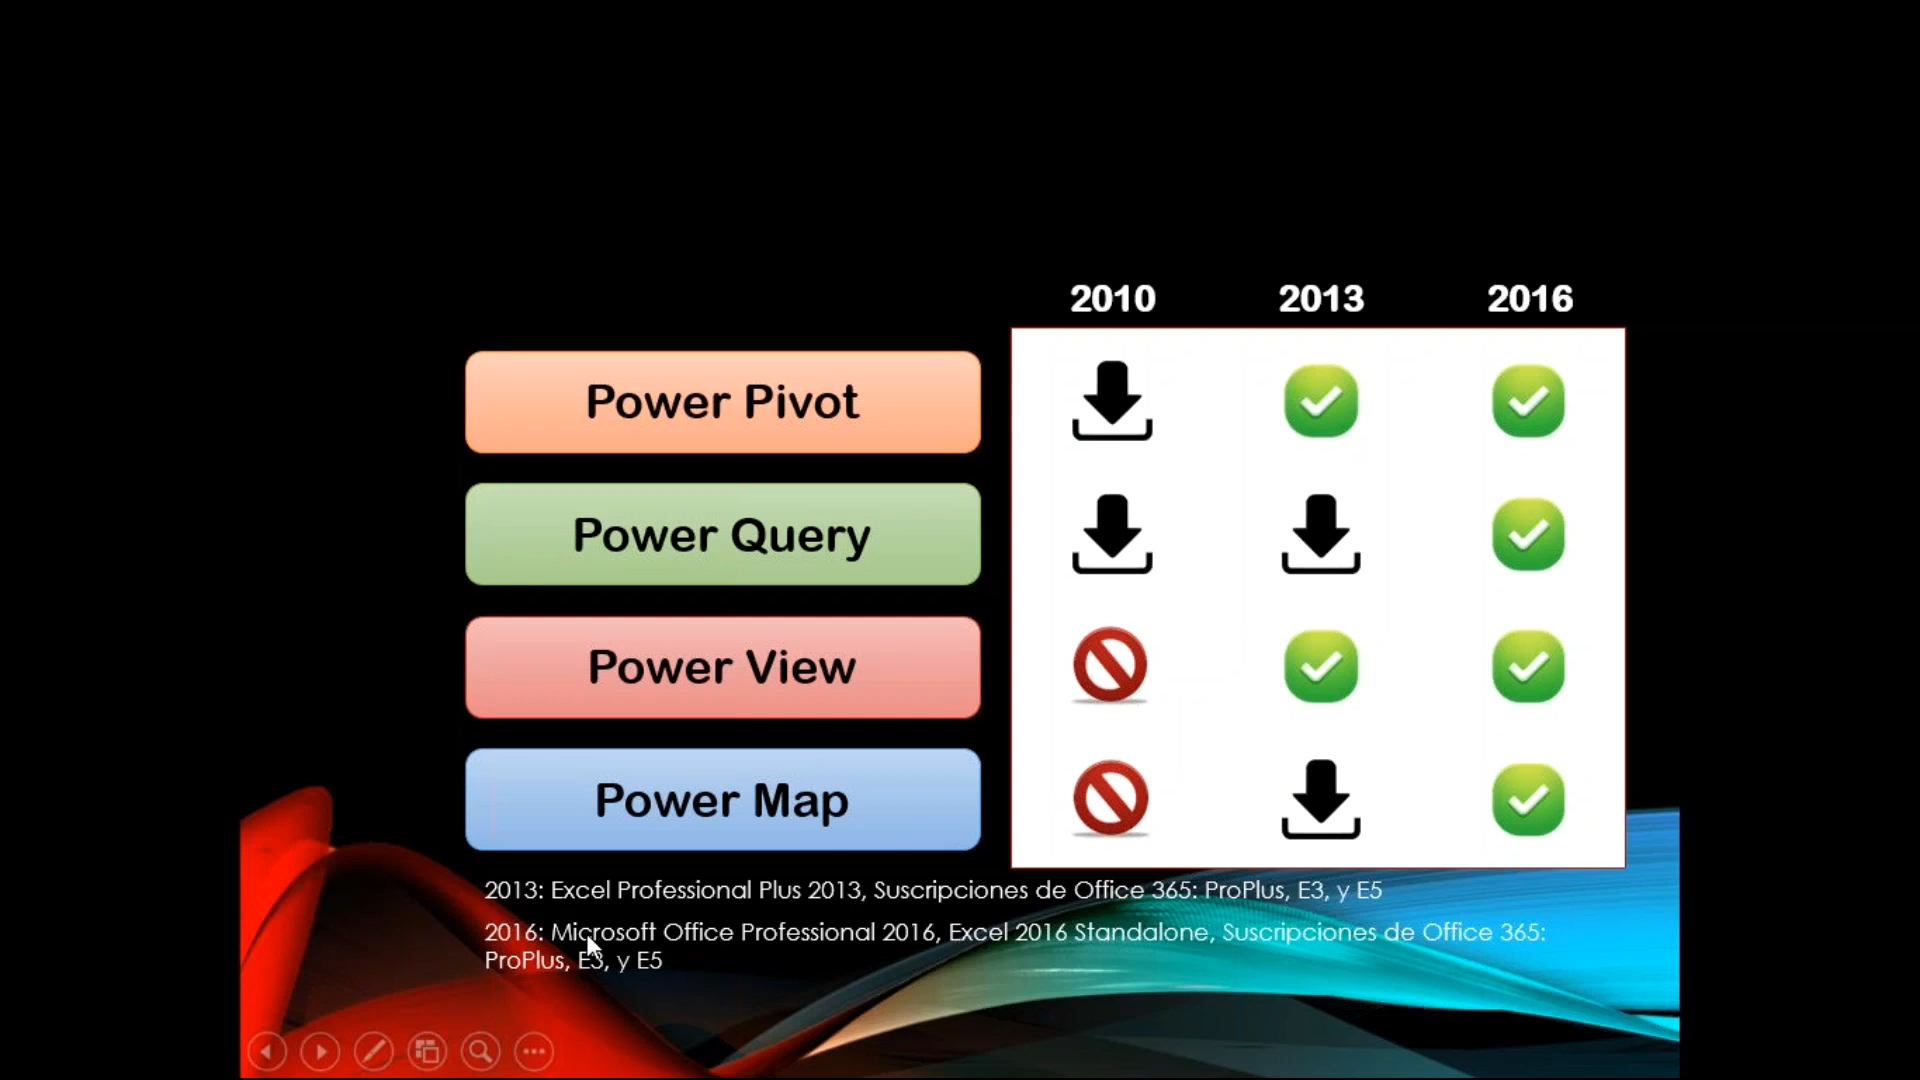 2010 2013 2016
Power Pivot
Power Query
Power View
Power Map
2013: Excel Professional Plus 2013, Suscripciones de Office 365: ProPlus, E3, y E5
2016: Microsoft Office Professional 2016, Excel 2016 Standalone, Suscripciones de Office 365:
ProPlus, E3, y E5